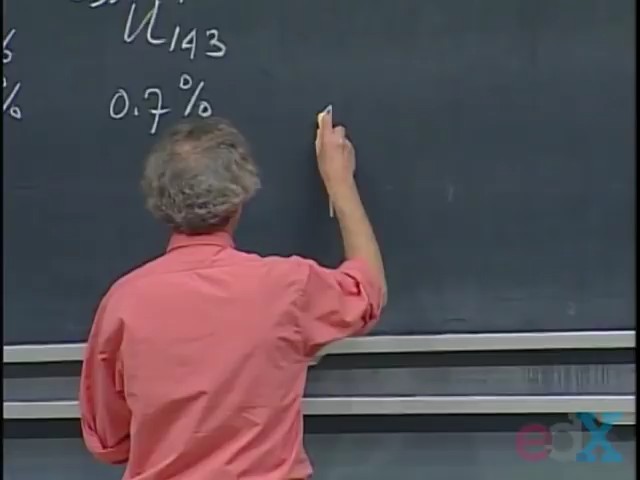 U₁₄₃
% 0.7%
%
edX